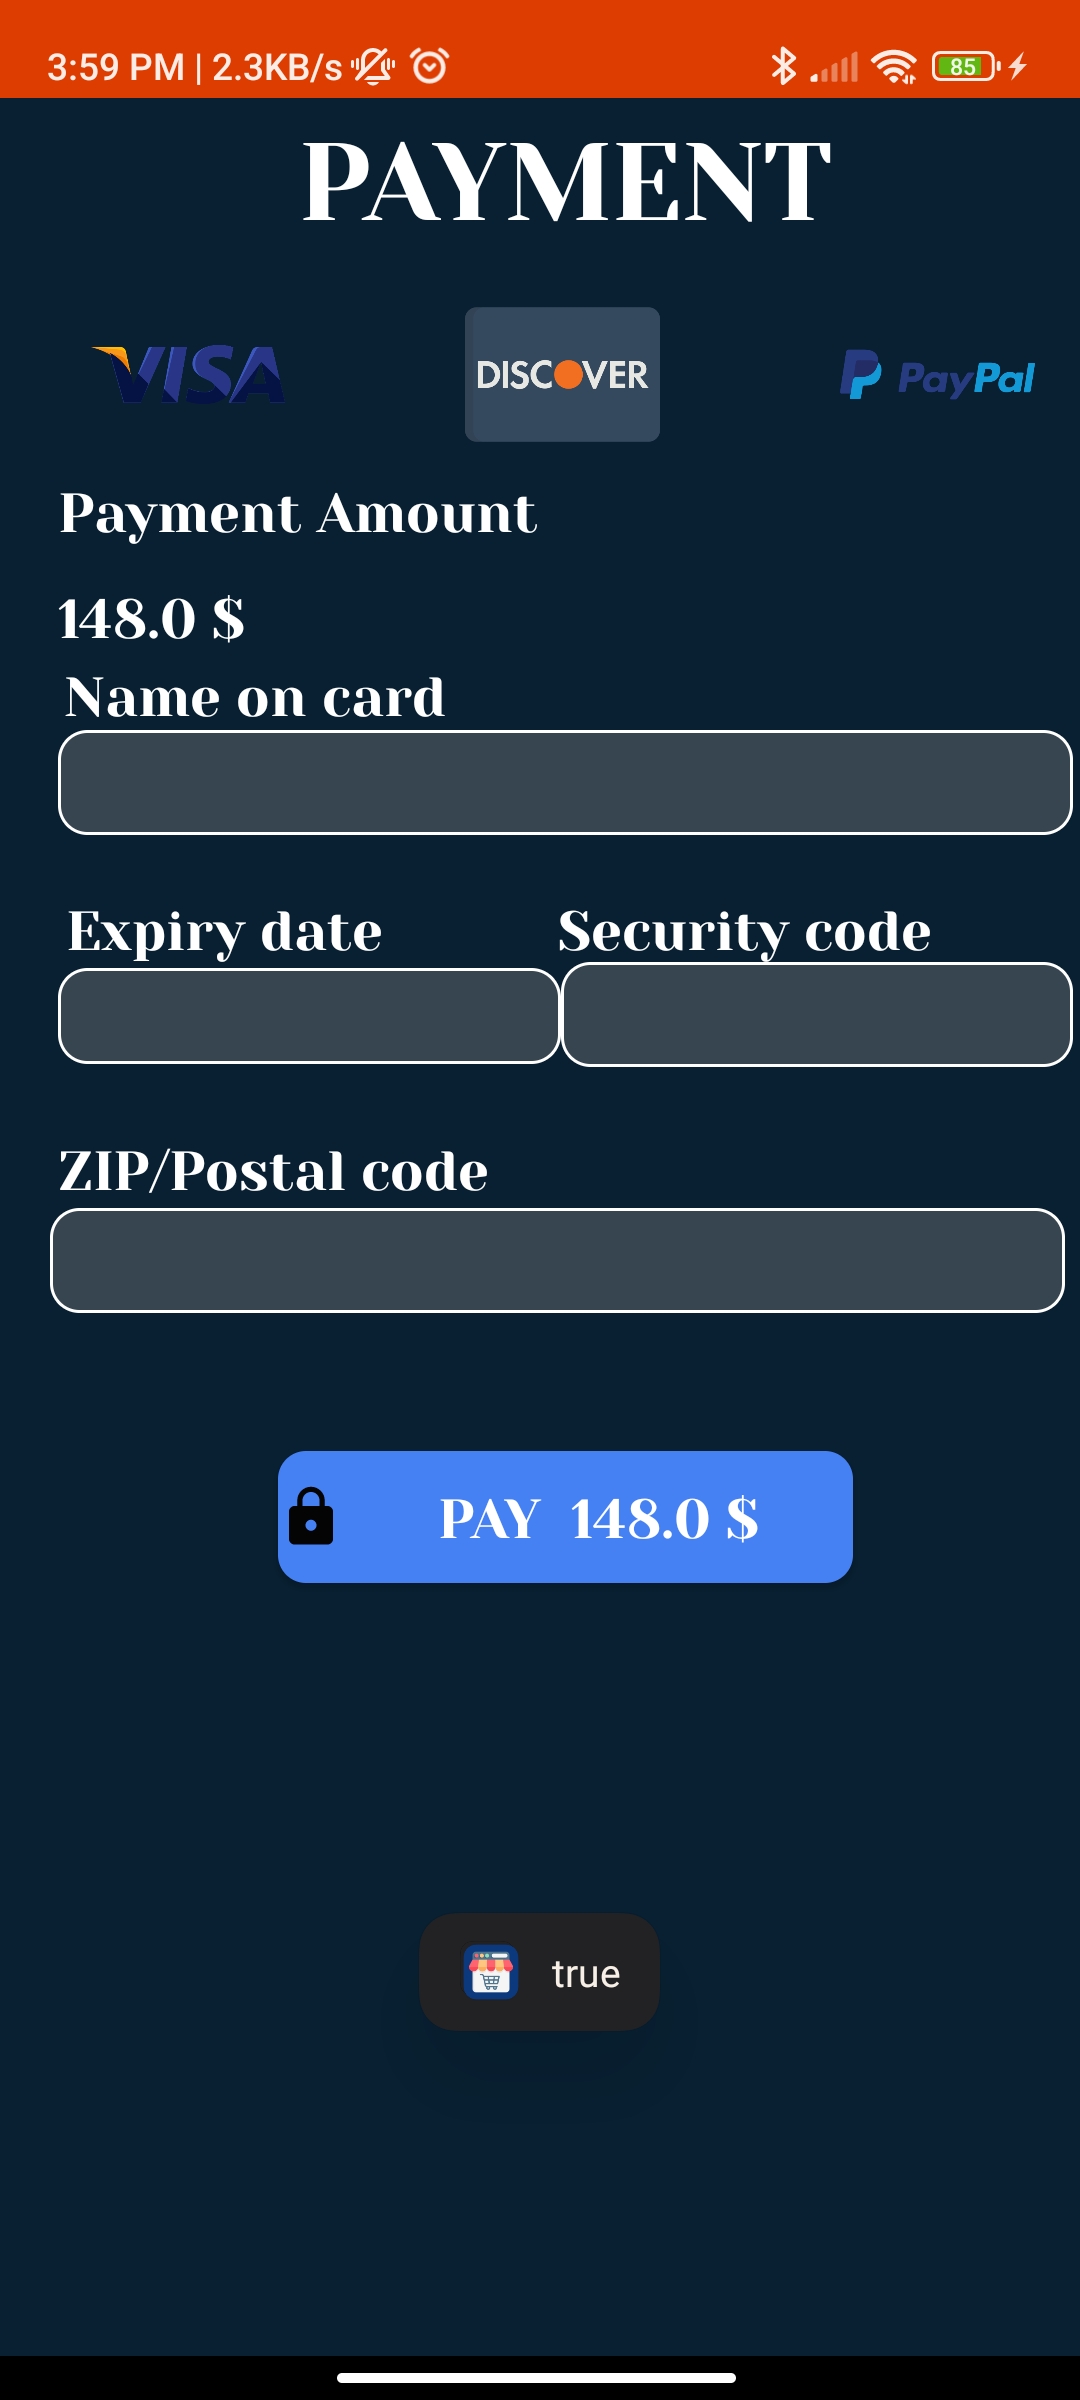 3:59 PM | 2.3KB/s 85
PAYMENT
VISA DISCOVER PayPal
Payment Amount
148.0 $
Name on card
Expiry date Security code
ZIP/Postal code
PAY 148.0 $
true